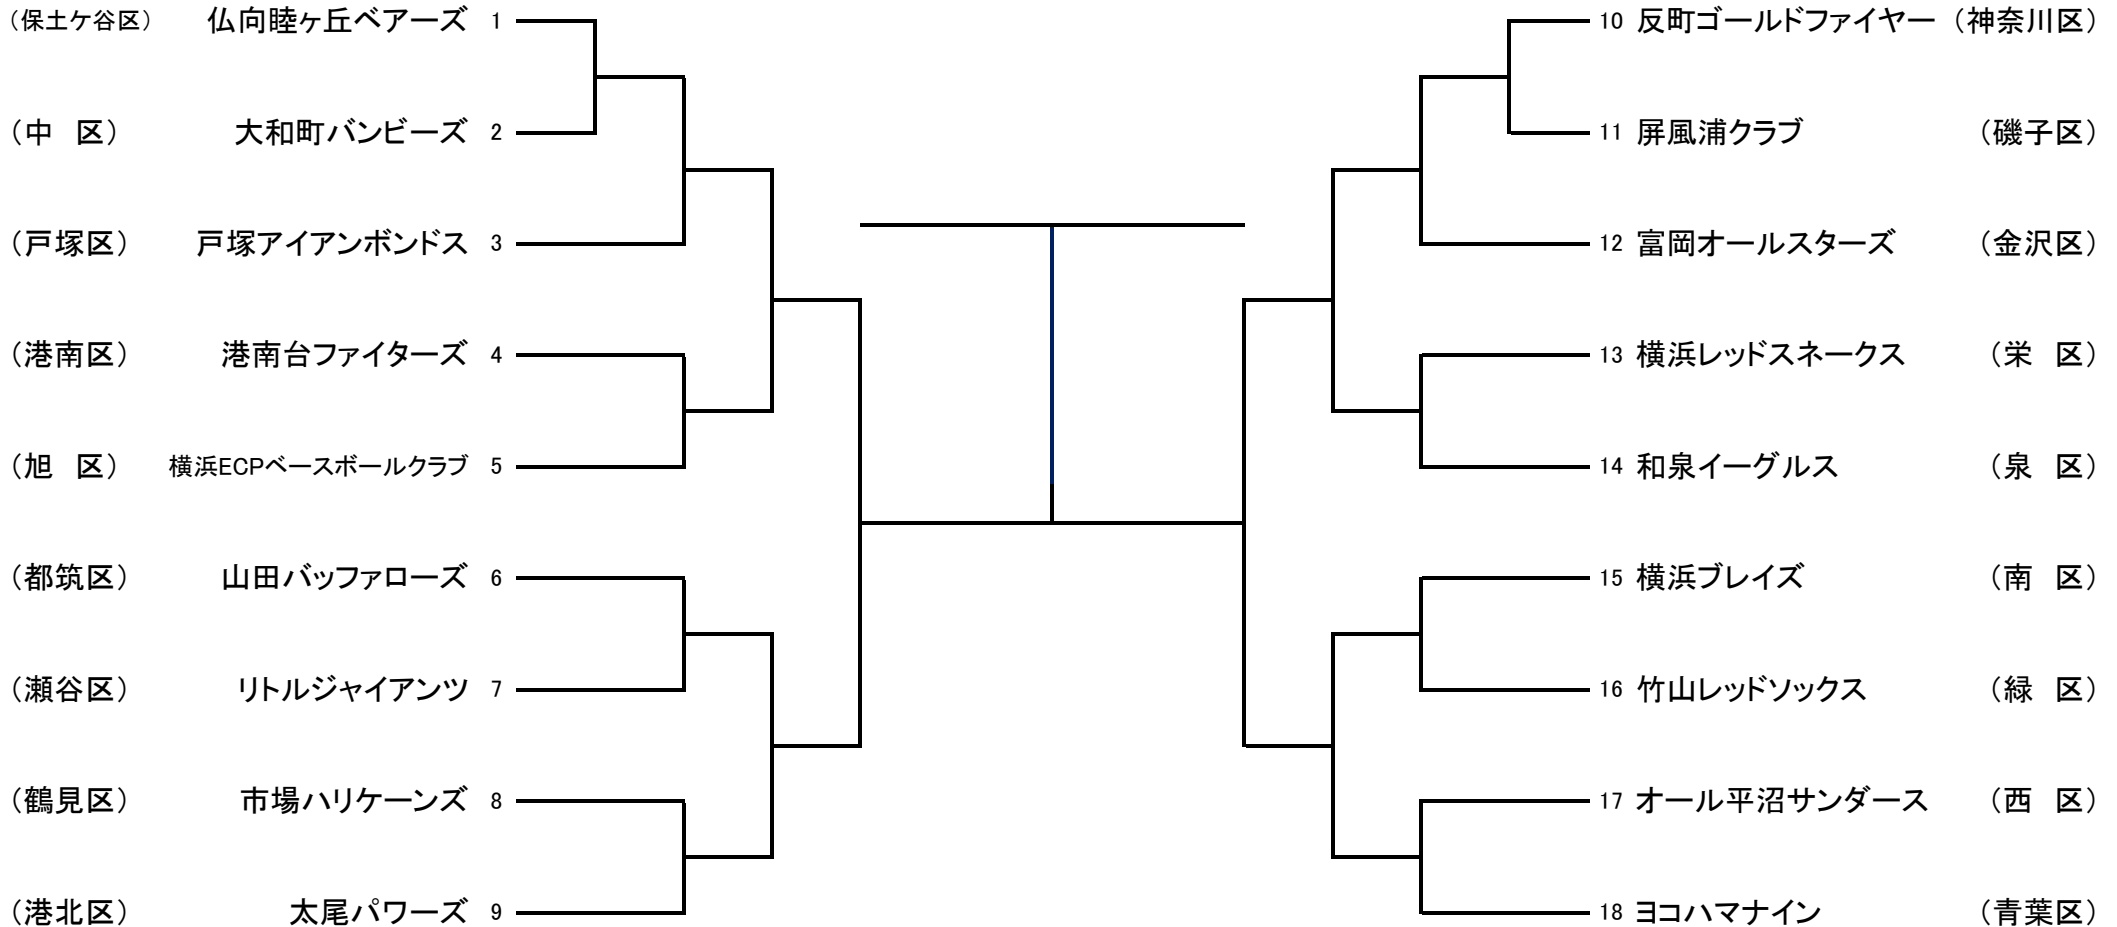 （保土ケ谷区） 仏向睦ヶ丘ベアーズ 1
（中　区） 大和町バンビーズ 2
（戸塚区） 戸塚アイアンボンドス 3
（港南区） 港南台ファイターズ 4
（旭　区） 横浜ECPベースボールクラブ 5
（都筑区） 山田バッファローズ 6
（瀬谷区） リトルジャイアンツ 7
（鶴見区） 市場ハリケーンズ 8
（港北区） 太尾パワーズ 9
10 反町ゴールドファイヤー （神奈川区）
11 屏風浦クラブ （磯子区）
12 富岡オールスターズ （金沢区）
13 横浜レッドスネークス （栄　区）
14 和泉イーグルス （泉　区）
15 横浜ブレイズ （南　区）
16 竹山レッドソックス （緑　区）
17 オール平沼サンダース （西　区）
18 ヨコハマナイン （青葉区）